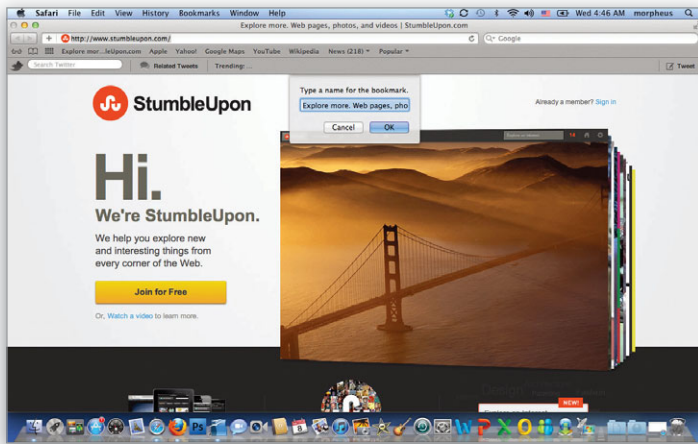 Safari File Edit View History Bookmarks Window Help Wed 4:46 AM morpheus
Explore more. Web pages, photos, and videos | StumbleUpon.com
http://www.stumbleupon.com/ Google
Explore mor...leUpon.com Apple Yahoo! Google Maps YouTube Wikipedia News (218) Popular
Search Twitter Related Tweets Trending: Tweet
Type a name for the bookmark.
Explore more. Web pages, pho
Cancel OK
StumbleUpon
Already a member? Sign in
Hi.
We're StumbleUpon.
We help you explore new
and interesting things from
every corner of the Web.
Join for Free
Or, Watch a video to learn more.
NEW!
Ps 8 W P X